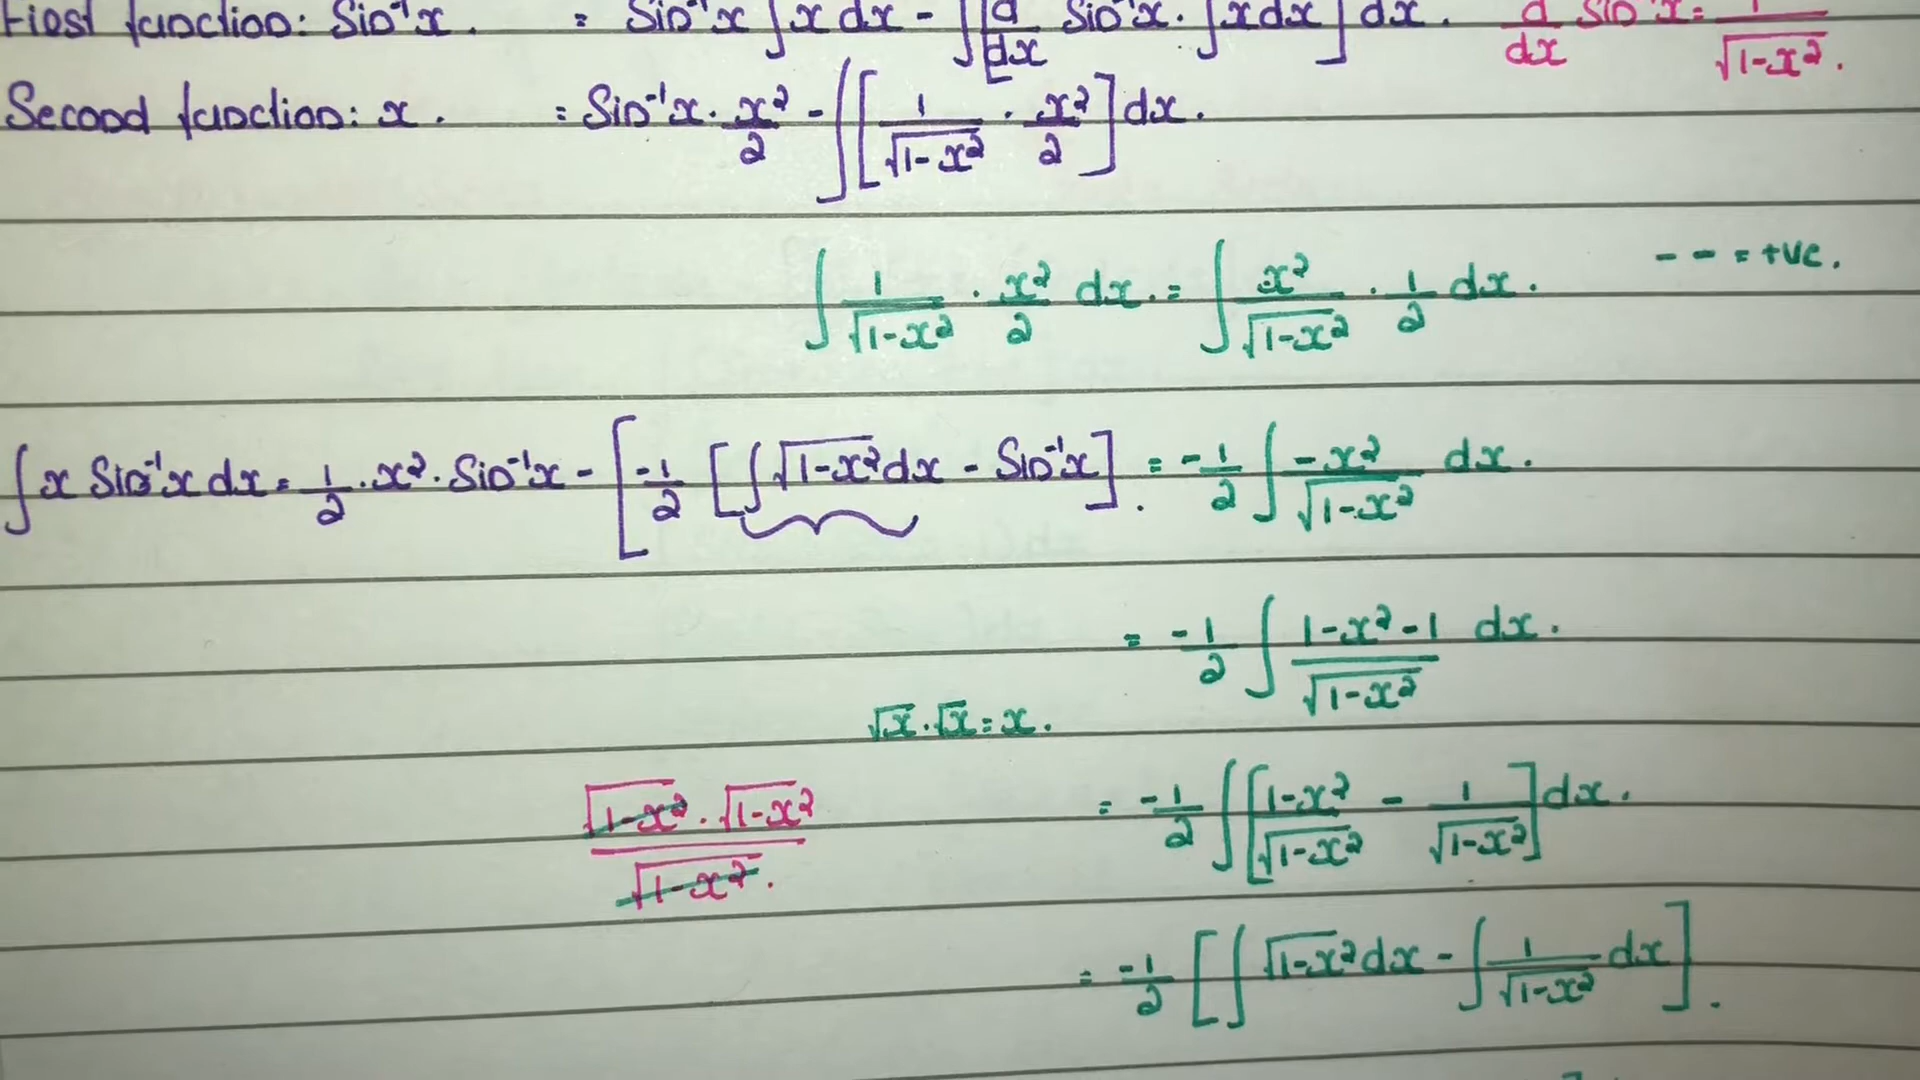 First function: Sin⁻¹x. = Sin⁻¹x ∫x dx - ∫[d/dx Sin⁻¹x. ∫xdx] dx. d/dx Sin⁻¹x = 1/√(1-x²).
Second function: x. = Sin⁻¹x. x²/2 - ∫[1/√(1-x²) . x²/2] dx.
∫ 1/√(1-x²) . x²/2 dx. = ∫ x²/√(1-x²) . 1/2 dx. - - = +ve.
∫x Sin⁻¹x dx = 1/2 . x². Sin⁻¹x - [-1/2 [∫√(1-x²) dx - Sin⁻¹x]. = -1/2 ∫ -x²/√(1-x²) dx.
= -1/2 ∫ (1-x²-1)/√(1-x²) dx.
√x.√x = x.
(√(1-x²) . √(1-x²))/√(1-x²). = -1/2 ∫[(1-x²)/√(1-x²) - 1/√(1-x²)] dx.
= -1/2 [∫ √(1-x²) dx - ∫ 1/√(1-x²) dx].